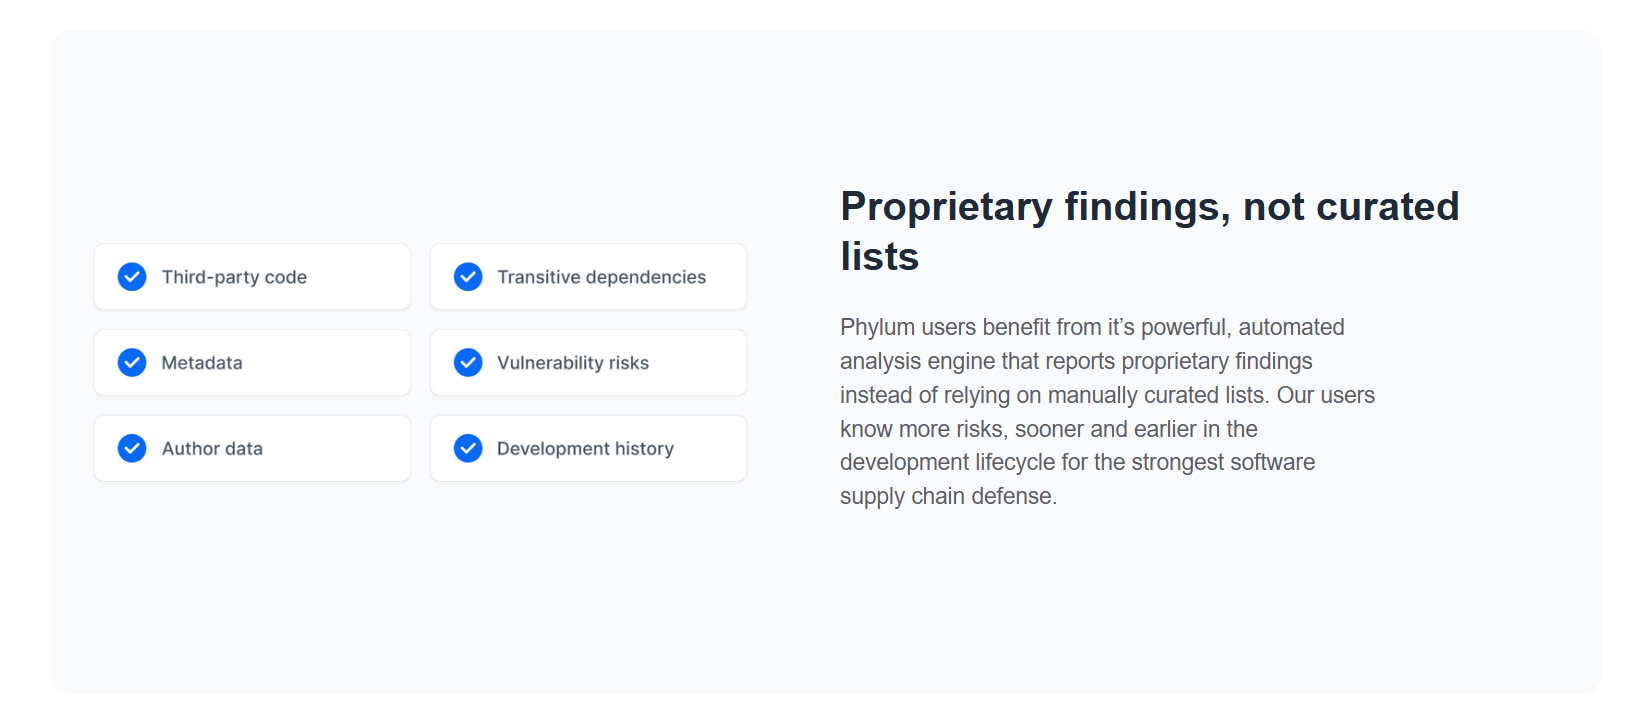 Third-party code
Transitive dependencies
Metadata
Vulnerability risks
Author data
Development history
Proprietary findings, not curated
lists
Phylum users benefit from it’s powerful, automated
analysis engine that reports proprietary findings
instead of relying on manually curated lists. Our users
know more risks, sooner and earlier in the
development lifecycle for the strongest software
supply chain defense.